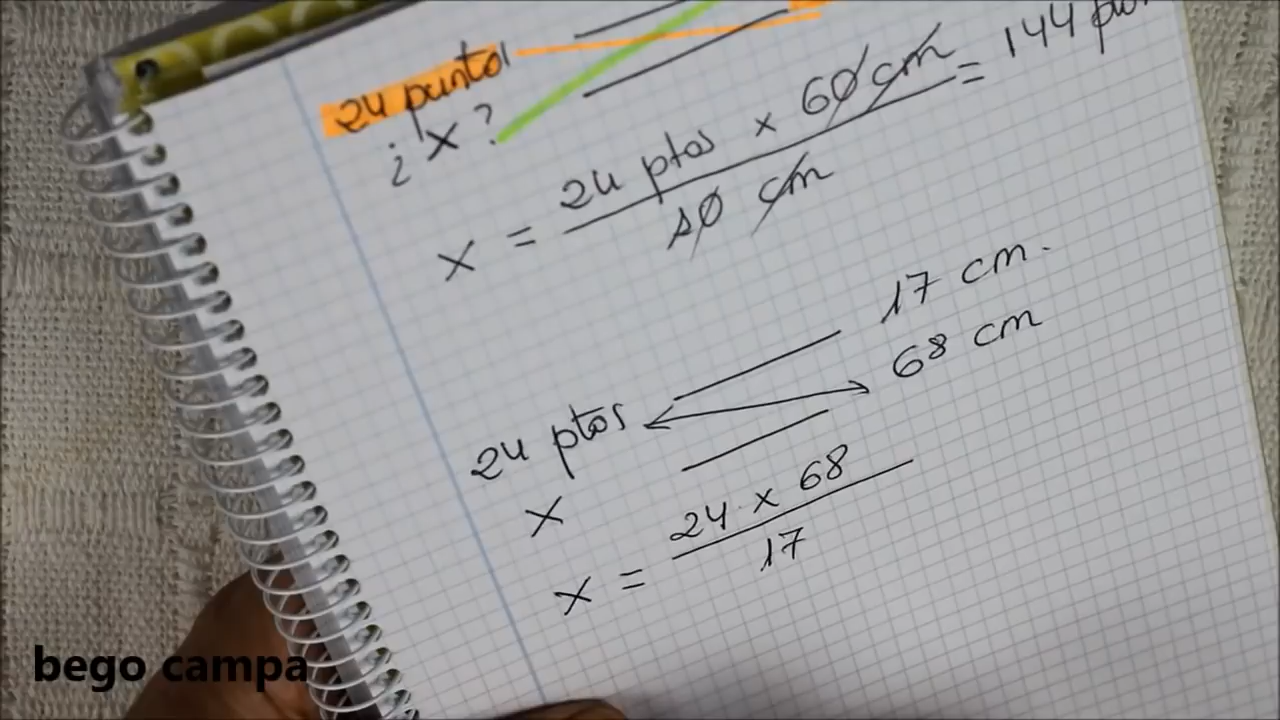 24 puntos
¿X?
x = 24 ptos x 60 cm / 10 cm = 144
17 cm.
24 ptos 68 cm
X
x = 24 x 68 / 17
bego campa